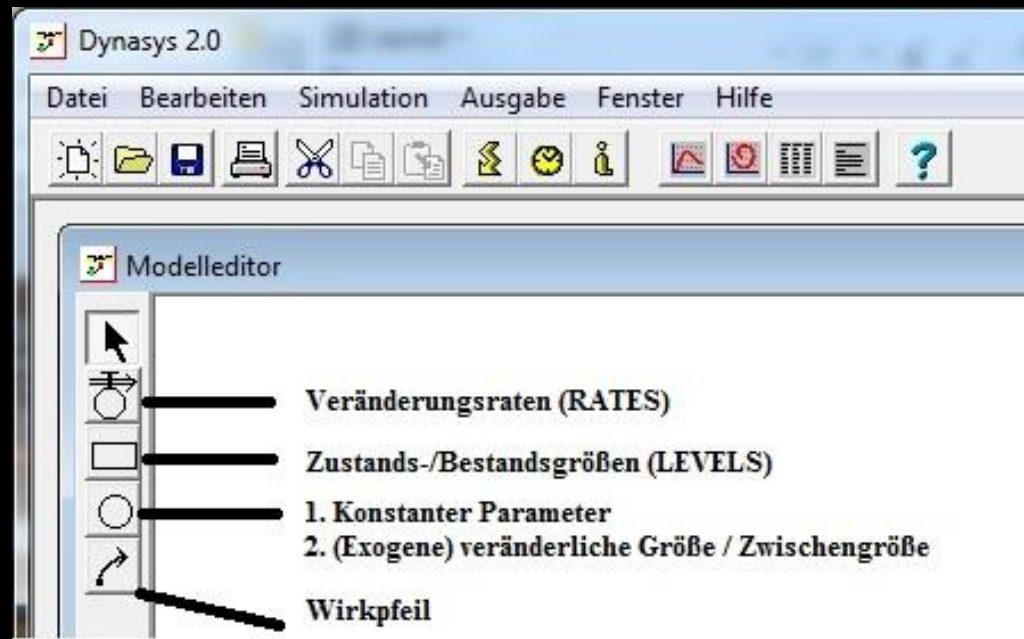 Dynasys 2.0
Datei Bearbeiten Simulation Ausgabe Fenster Hilfe
Modelleditor
Veränderungsraten (RATES)
Zustands-/Bestandsgrößen (LEVELS)
1. Konstanter Parameter
2. (Exogene) veränderliche Größe / Zwischengröße
Wirkpfeil